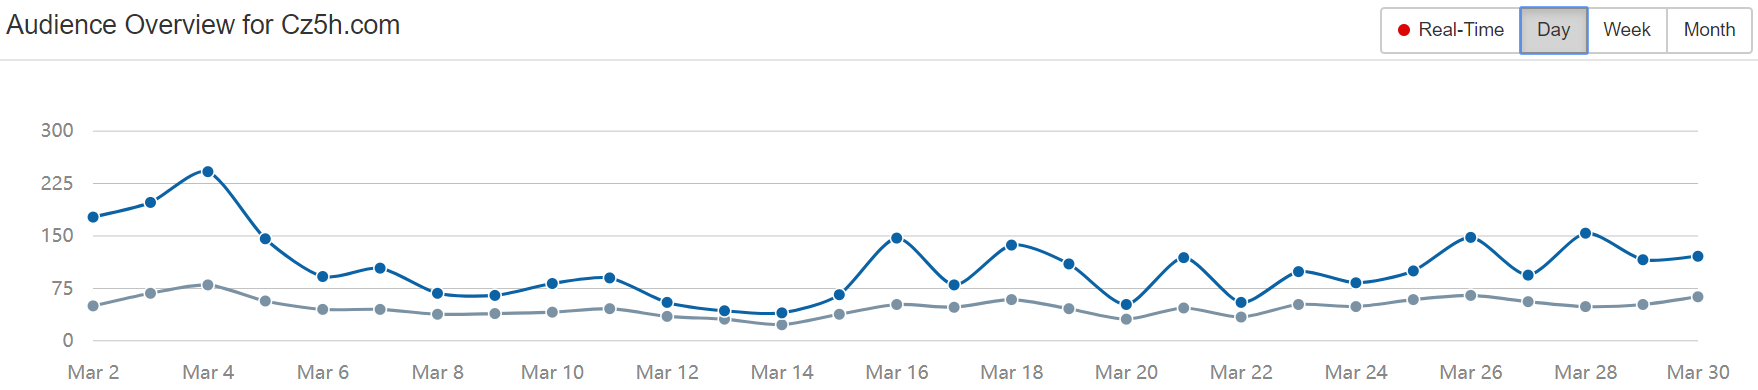 Audience Overview for Cz5h.com
Real-Time Day Week Month
300
225
150
75
0
Mar 2 Mar 4 Mar 6 Mar 8 Mar 10 Mar 12 Mar 14 Mar 16 Mar 18 Mar 20 Mar 22 Mar 24 Mar 26 Mar 28 Mar 30